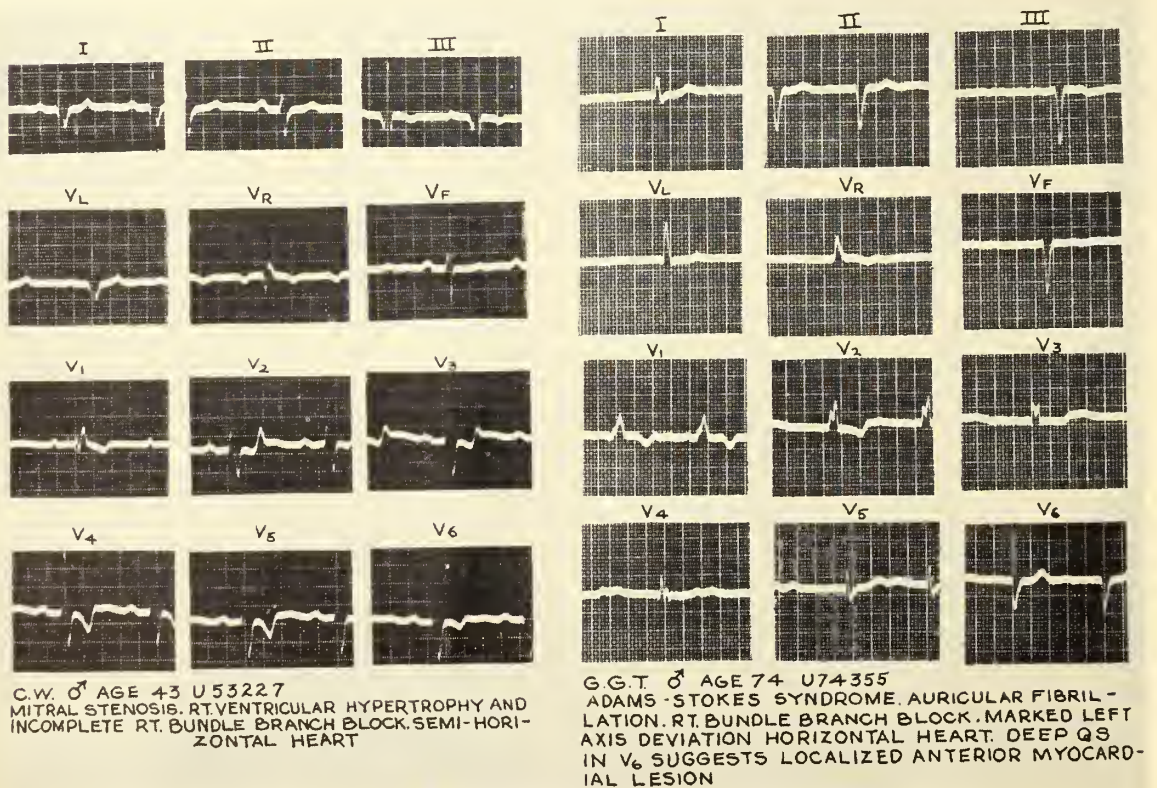 I II III
VL VR VF
V1 V2 V3
V4 V5 V6
C.W. ♂ AGE 43 U53227
MITRAL STENOSIS. RT. VENTRICULAR HYPERTROPHY AND
INCOMPLETE RT. BUNDLE BRANCH BLOCK. SEMI-HORI-
ZONTAL HEART
I II III
VL VR VF
V1 V2 V3
V4 V5 V6
G.G.T. ♂ AGE 74 U74355
ADAMS-STOKES SYNDROME. AURICULAR FIBRIL-
LATION. RT. BUNDLE BRANCH BLOCK. MARKED LEFT
AXIS DEVIATION HORIZONTAL HEART. DEEP QS
IN V6 SUGGESTS LOCALIZED ANTERIOR MYOCARD-
IAL LESION